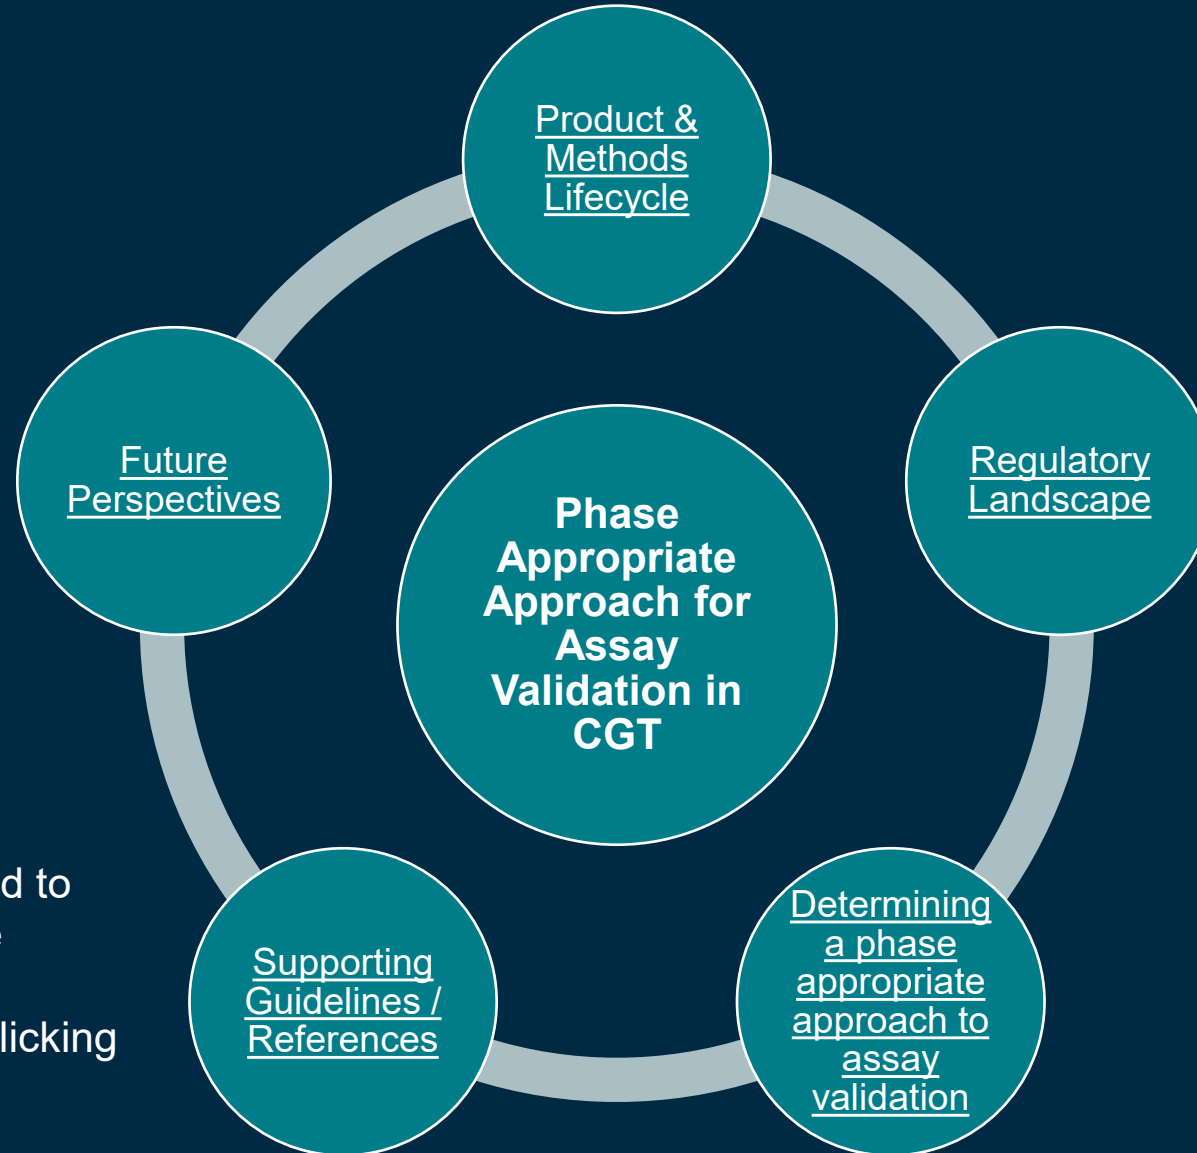 Product &
Methods
Lifecycle
Regulatory
Landscape
Determining
a phase
appropriate
approach to
assay
validation
Supporting
Guidelines /
References
Future
Perspectives
Phase
Appropriate
Approach for
Assay
Validation in
CGT
d to
licking